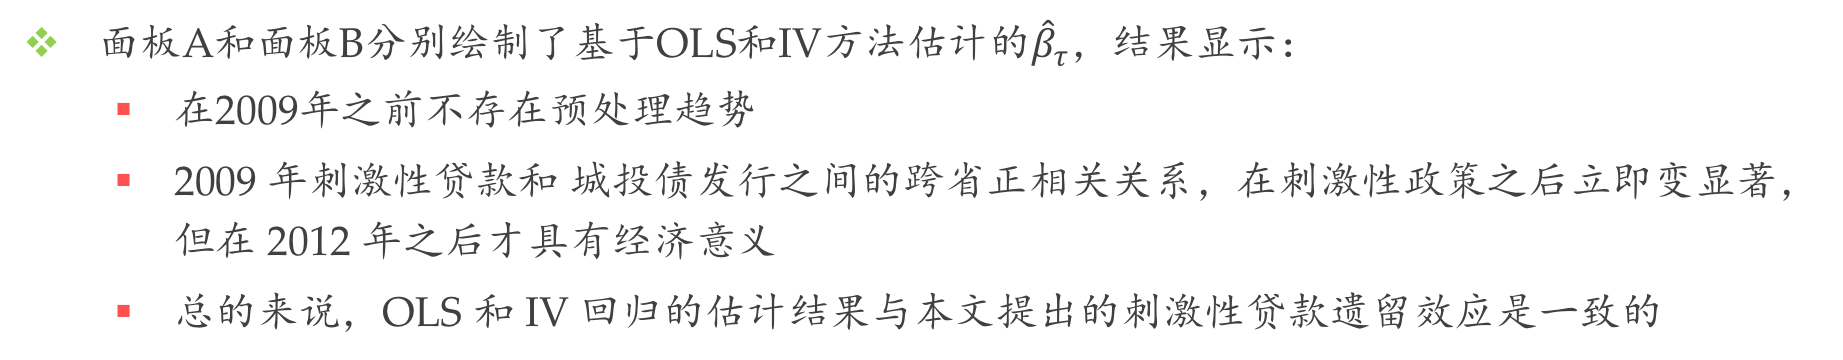 面板A和面板B分别绘制了基于OLS和IV方法估计的β̂τ，结果显示：
在2009年之前不存在预处理趋势
2009 年刺激性贷款和 城投债发行之间的跨省正相关关系，在刺激性政策之后立即变显著，
但在 2012 年之后才具有经济意义
总的来说，OLS 和 IV 回归的估计结果与本文提出的刺激性贷款遗留效应是一致的